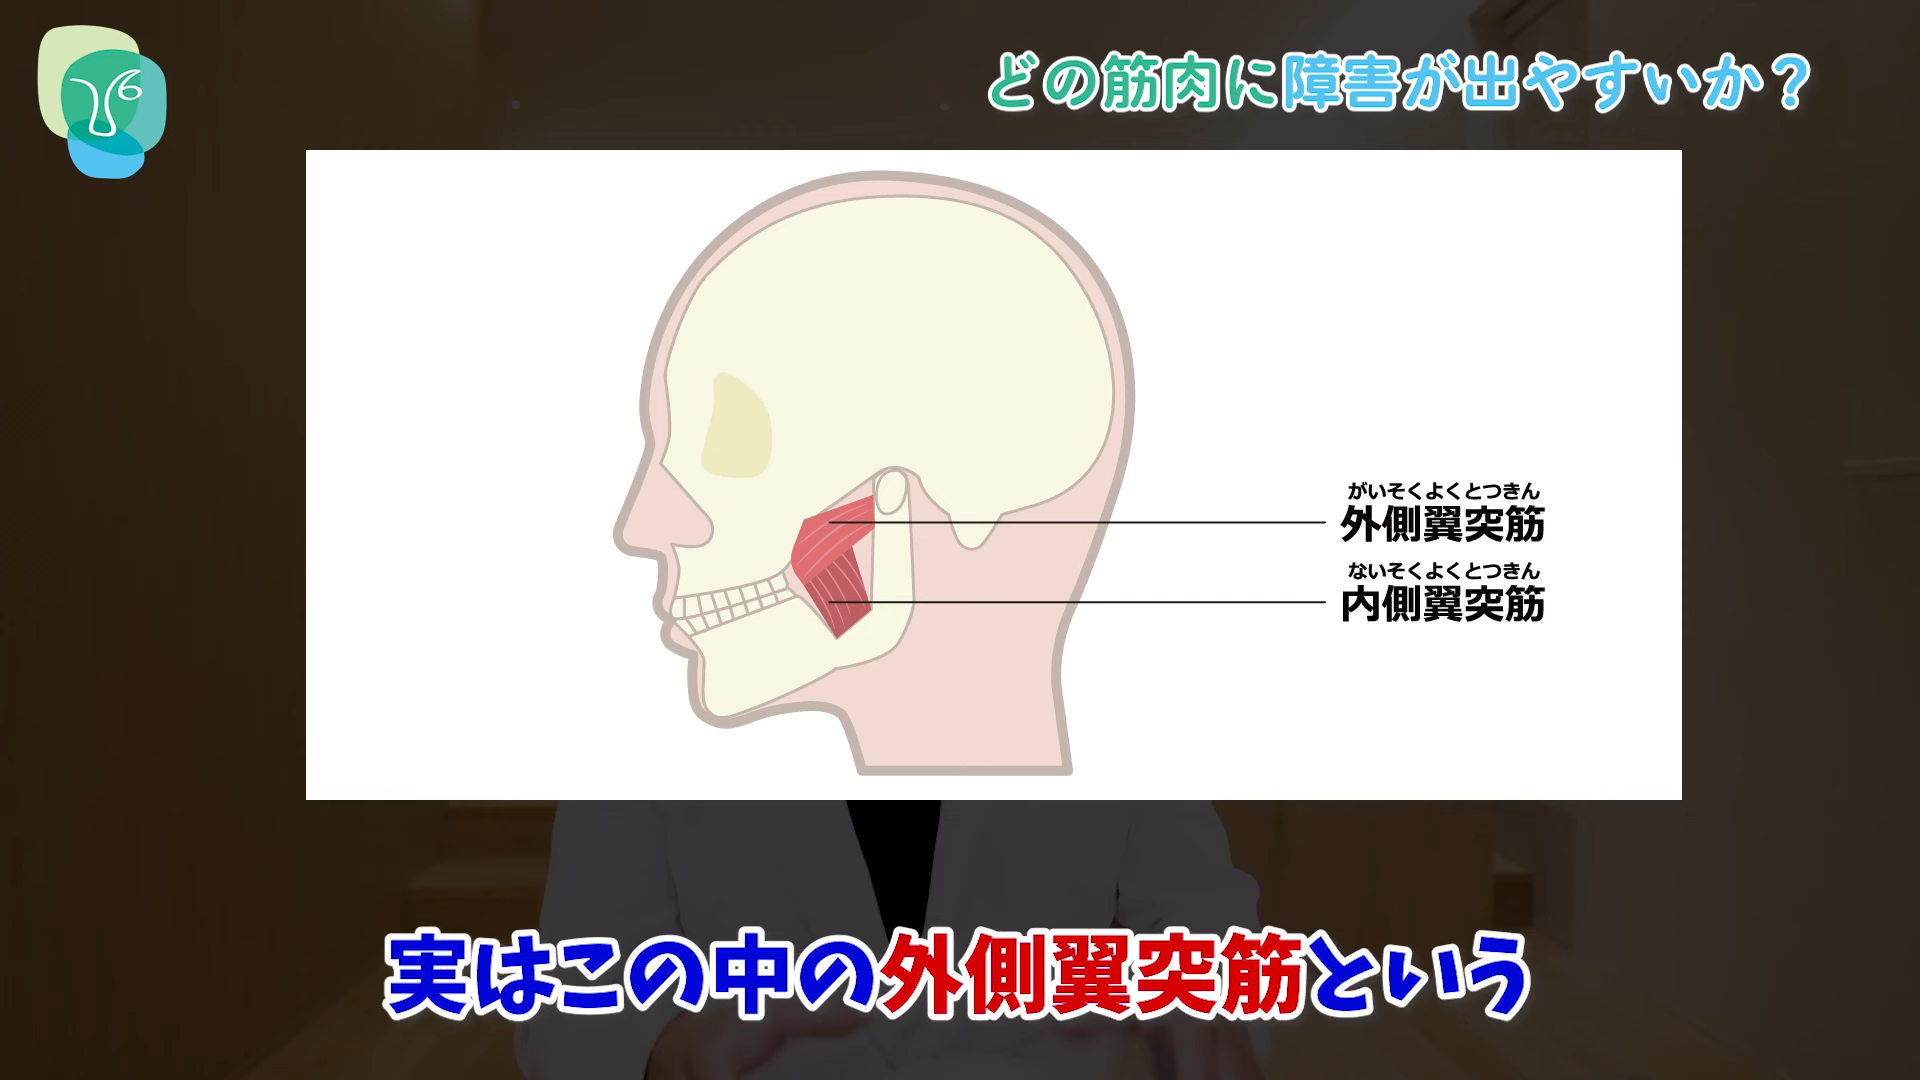 どの筋肉に障害が出やすいか？
がいそくよくとつきん
外側翼突筋
ないそくよくとつきん
内側翼突筋
実はこの中の外側翼突筋という